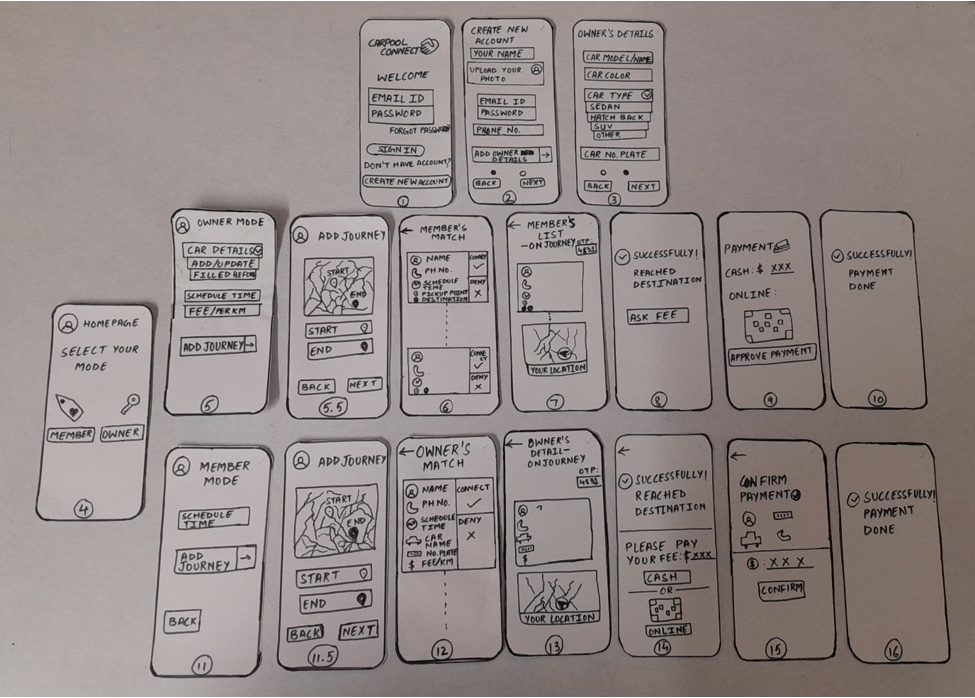 CARPOOL
CONNECT
WELCOME
EMAIL ID
PASSWORD
FORGOT PASSWORD
SIGN IN
DON'T HAVE ACCOUNT?
CREATE NEW ACCOUNT
1
CREATE NEW
ACCOUNT
YOUR NAME
UPLOAD YOUR
PHOTO
EMAIL ID
PASSWORD
PHONE NO.
ADD OWNER
DETAILS
BACK
NEXT
2
OWNER'S DETAILS
CAR MODEL/NAME
CAR COLOR
CAR TYPE
SEDAN
HATCH BACK
SUV
OTHER
CAR NO. PLATE
BACK
NEXT
3
HOMEPAGE
SELECT YOUR
MODE
MEMBER
OWNER
4
OWNER MODE
CAR DETAILS
ADD/UPDATE
FILLED BEFORE
SCHEDULE TIME
FEE/PER KM
ADD JOURNEY
5
ADD JOURNEY
START
END
START
END
BACK
NEXT
5.5
MEMBER'S
MATCH
NAME
PH NO.
SCHEDULE
TIME
PICKUP POINT
DESTINATION
CONNECT
DENY
X
CONNE
CT
DENY
X
6
MEMBER'S
LIST
-ON JOURNEY
OTP:
YOUR LOCATION
7
SUCCESSFULLY!
REACHED
DESTINATION
ASK FEE
8
PAYMENT
CASH: $ XXX
ONLINE:
APPROVE PAYMENT
9
SUCCESSFULLY!
PAYMENT
DONE
10
MEMBER
MODE
SCHEDULE
TIME
ADD
JOURNEY
BACK
11
ADD JOURNEY
START
END
START
END
BACK
NEXT
11.5
OWNER'S
MATCH
NAME
PH NO.
SCHEDULE
TIME
CAR
NAME
NO. PLATE
$ FEE/KM
CONNECT
DENY
X
12
OWNER'S
DETAIL-
-ON JOURNEY
OTP:
YOUR LOCATION
13
SUCCESSFULLY!
REACHED
DESTINATION
PLEASE PAY
YOUR FEE: $ XXX
CASH
OR
ONLINE
14
CONFIRM
PAYMENT
$ : X X X
CONFIRM
15
SUCCESSFULLY!
PAYMENT
DONE
16